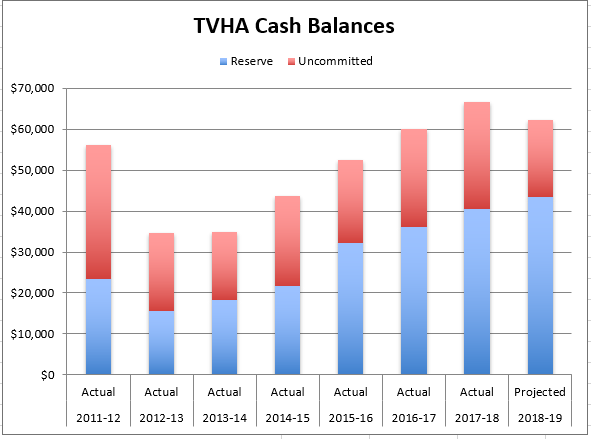 TVHA Cash Balances
Reserve Uncommitted
$70,000
$60,000
$50,000
$40,000
$30,000
$20,000
$10,000
$0
Actual Actual Actual Actual Actual Actual Actual Projected
2011-12 2012-13 2013-14 2014-15 2015-16 2016-17 2017-18 2018-19